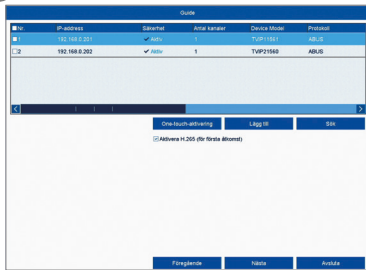 Guide
Nr. IP-address Säkerhet Antal kanaler Device Model Protokoll
1 192.168.0.201 Aktiv 1 TVIP11561 ABUS
2 192.168.0.202 Aktiv 1 TVIP21560 ABUS
One-touch-aktivering Lägg till Sök
Aktivera H.265 (för första åtkomst)
Föregående Nästa Avsluta